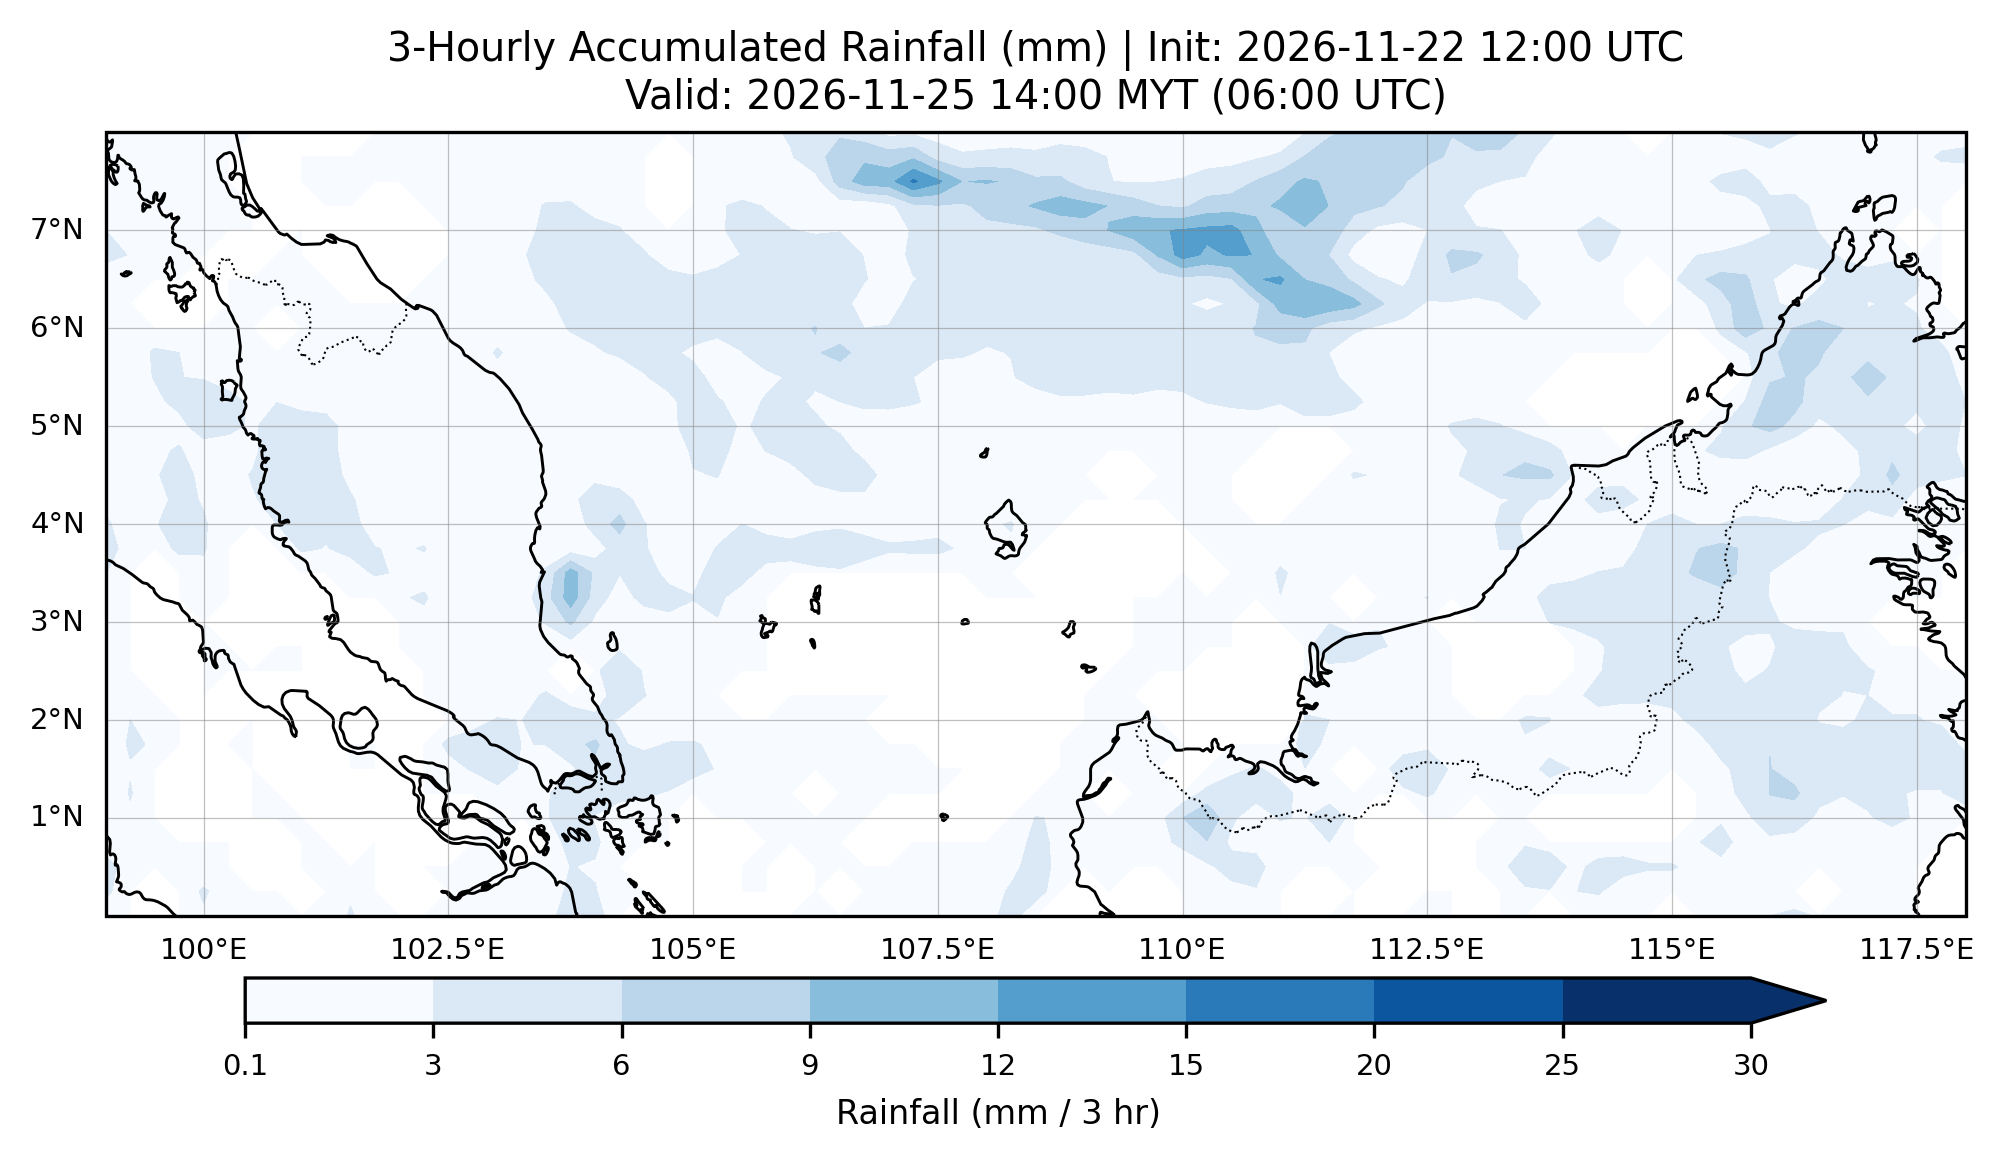 3-Hourly Accumulated Rainfall (mm) | Init: 2026-11-22 12:00 UTC
Valid: 2026-11-25 14:00 MYT (06:00 UTC)
7°N
6°N
5°N
4°N
3°N
2°N
1°N
100°E 102.5°E 105°E 107.5°E 110°E 112.5°E 115°E 117.5°E
0.1 3 6 9 12 15 20 25 30
Rainfall (mm / 3 hr)